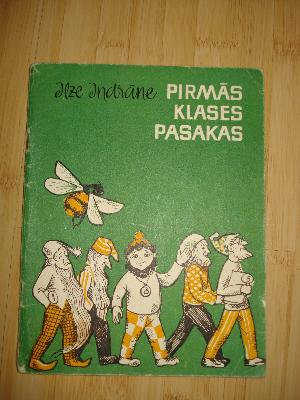 Ilze Indrāne PIRMĀS
KLASES
PASAKAS